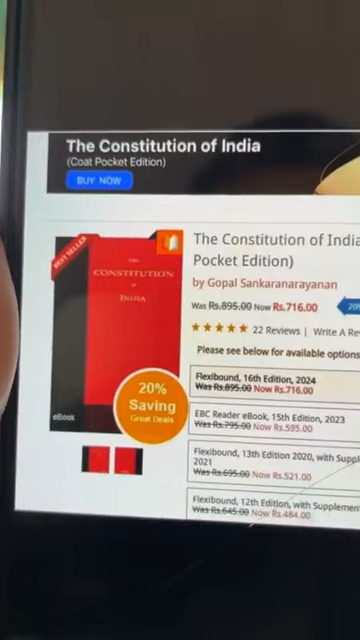 The Constitution of India
(Coat Pocket Edition)
BUY NOW
BEST SELLER
THE
CONSTITUTION
OF
INDIA
20%
Saving
Great Deals
eBook
The Constitution of India
Pocket Edition)
by Gopal Sankaranarayanan
Was Rs.895.00 Now Rs.716.00
20%
22 Reviews | Write A Re
Please see below for available options
Flexibound, 16th Edition, 2024
Was Rs.895.00 Now Rs.716.00
EBC Reader eBook, 15th Edition, 2023
Was Rs.795.00 Now Rs.595.00
Flexibound, 13th Edition 2020, with Suppl
2021
Was Rs.695.00 Now Rs.521.00
Flexibound, 12th Edition, with Supplemen
Was Rs.645.00 Now Rs.484.00